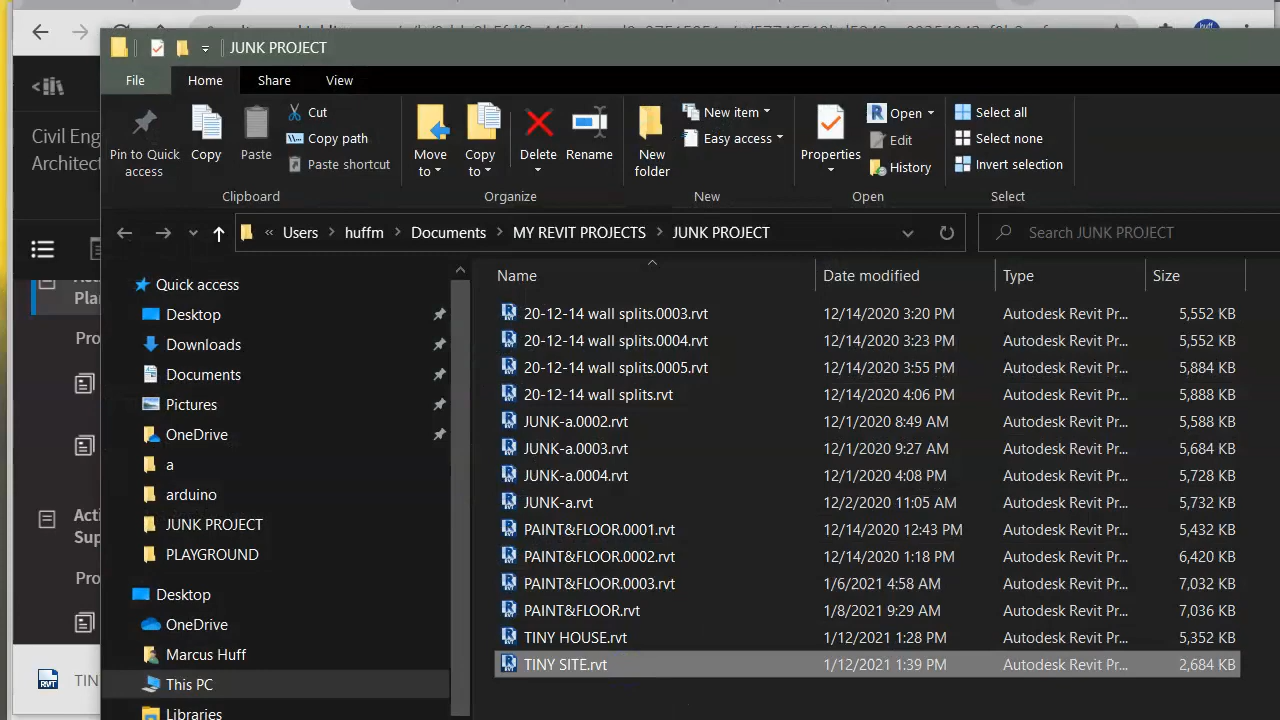 JUNK PROJECT
File Home Share View
Pin to Quick access
Copy
Paste
Cut
Copy path
Paste shortcut
Clipboard
Move to
Copy to
Delete
Rename
Organize
New folder
New item
Easy access
New
Properties
Open
Edit
History
Open
Select all
Select none
Invert selection
Select
« Users > huffm > Documents > MY REVIT PROJECTS > JUNK PROJECT
Search JUNK PROJECT
Civil Eng
Architect
Pla
Pro
Acti
Sup
Pro
TIN
Quick access
Desktop
Downloads
Documents
Pictures
OneDrive
a
arduino
JUNK PROJECT
PLAYGROUND
Desktop
OneDrive
Marcus Huff
This PC
Libraries
Name Date modified Type Size
20-12-14 wall splits.0003.rvt 12/14/2020 3:20 PM Autodesk Revit Pr... 5,552 KB
20-12-14 wall splits.0004.rvt 12/14/2020 3:23 PM Autodesk Revit Pr... 5,552 KB
20-12-14 wall splits.0005.rvt 12/14/2020 3:55 PM Autodesk Revit Pr... 5,884 KB
20-12-14 wall splits.rvt 12/14/2020 4:06 PM Autodesk Revit Pr... 5,888 KB
JUNK-a.0002.rvt 12/1/2020 8:49 AM Autodesk Revit Pr... 5,588 KB
JUNK-a.0003.rvt 12/1/2020 9:27 AM Autodesk Revit Pr... 5,684 KB
JUNK-a.0004.rvt 12/1/2020 4:08 PM Autodesk Revit Pr... 5,728 KB
JUNK-a.rvt 12/2/2020 11:05 AM Autodesk Revit Pr... 5,732 KB
PAINT&FLOOR.0001.rvt 12/14/2020 12:43 PM Autodesk Revit Pr... 5,432 KB
PAINT&FLOOR.0002.rvt 12/14/2020 1:18 PM Autodesk Revit Pr... 6,420 KB
PAINT&FLOOR.0003.rvt 1/6/2021 4:58 AM Autodesk Revit Pr... 7,032 KB
PAINT&FLOOR.rvt 1/8/2021 9:29 AM Autodesk Revit Pr... 7,036 KB
TINY HOUSE.rvt 1/12/2021 1:28 PM Autodesk Revit Pr... 5,352 KB
TINY SITE.rvt 1/12/2021 1:39 PM Autodesk Revit Pr... 2,684 KB